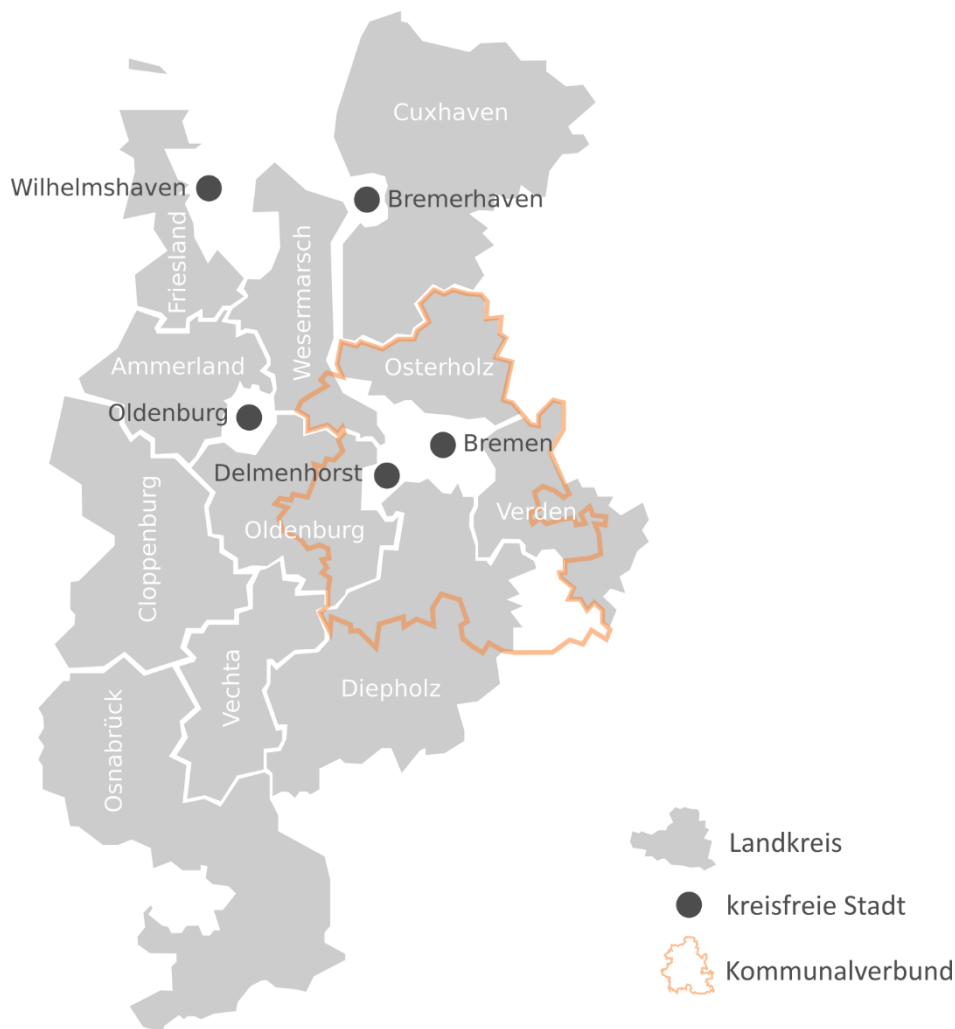 Cuxhaven
Wilhelmshaven
Bremerhaven
Friesland
Wesermarsch
Ammerland
Osterholz
Oldenburg
Bremen
Delmenhorst
Verden
Oldenburg
Cloppenburg
Diepholz
Vechta
Osnabrück
Landkreis
kreisfreie Stadt
Kommunalverbund